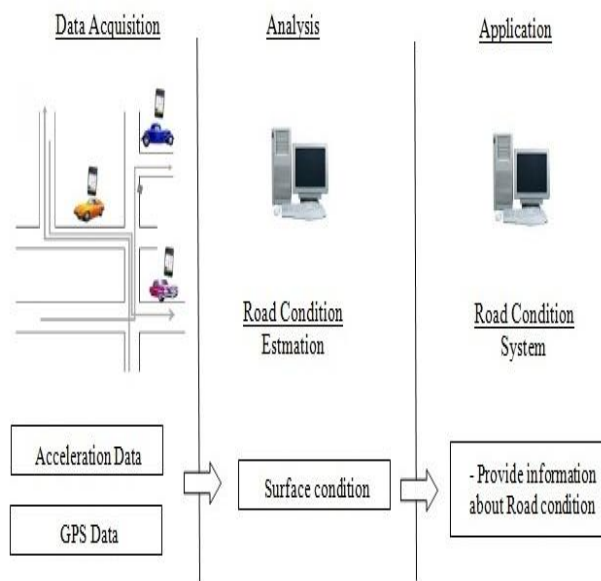 Data Acquisition
Analysis
Application
Road Condition
Estmation
Road Condition
System
Acceleration Data
GPS Data
Surface condition
- Provide information
about Road condition